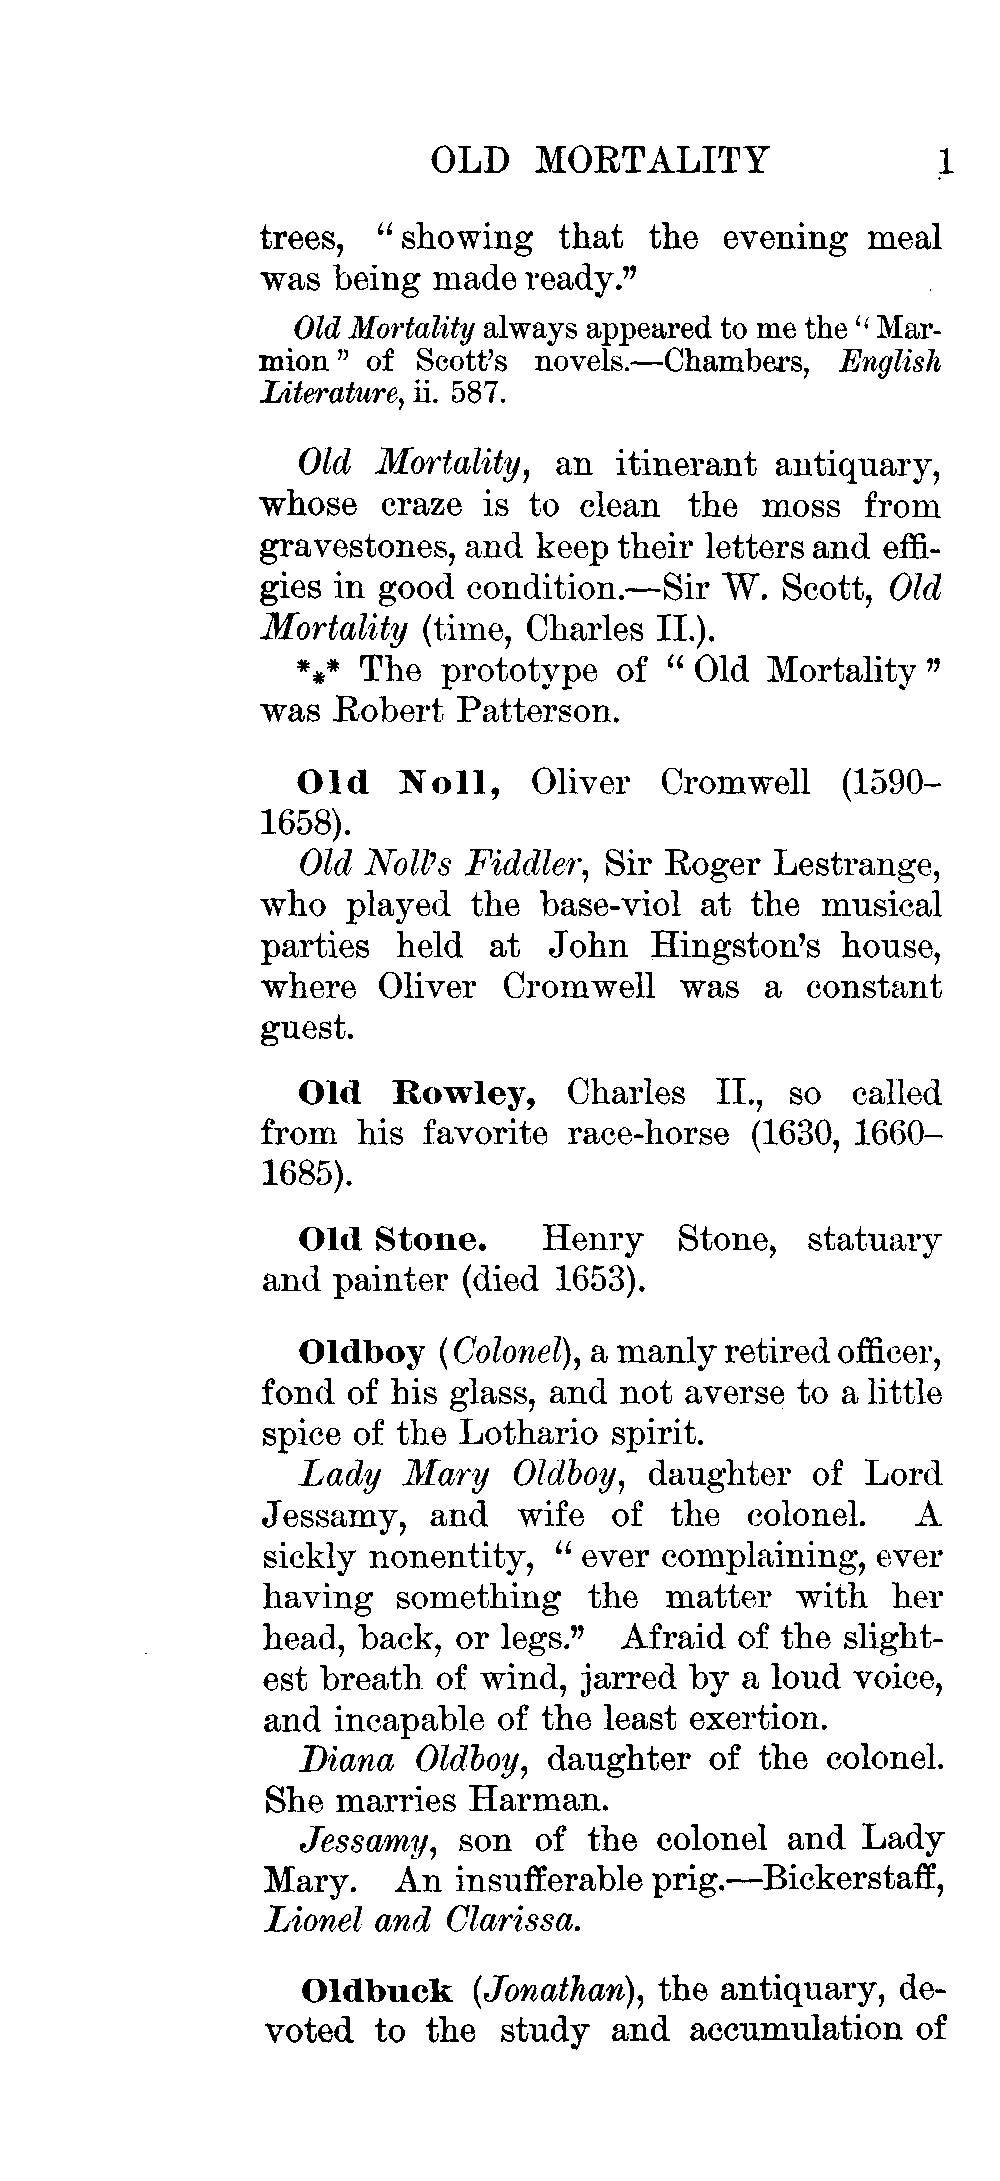 OLD MORTALITY 1
trees, “showing that the evening meal
was being made ready.”
Old Mortality always appeared to me the “Mar-
mion” of Scott’s novels.—Chambers, English
Literature, ii. 587.
Old Mortality, an itinerant antiquary,
whose craze is to clean the moss from
gravestones, and keep their letters and effi-
gies in good condition.—Sir W. Scott, Old
Mortality (time, Charles II.).
*⁎* The prototype of “Old Mortality”
was Robert Patterson.
Old Noll, Oliver Cromwell (1590–
1658).
Old Noll’s Fiddler, Sir Roger Lestrange,
who played the base-viol at the musical
parties held at John Hingston’s house,
where Oliver Cromwell was a constant
guest.
Old Rowley, Charles II., so called
from his favorite race-horse (1630, 1660–
1685).
Old Stone. Henry Stone, statuary
and painter (died 1653).
Oldboy (Colonel), a manly retired officer,
fond of his glass, and not averse to a little
spice of the Lothario spirit.
Lady Mary Oldboy, daughter of Lord
Jessamy, and wife of the colonel. A
sickly nonentity, “ever complaining, ever
having something the matter with her
head, back, or legs.” Afraid of the slight-
est breath of wind, jarred by a loud voice,
and incapable of the least exertion.
Diana Oldboy, daughter of the colonel.
She marries Harman.
Jessamy, son of the colonel and Lady
Mary. An insufferable prig.—Bickerstaff,
Lionel and Clarissa.
Oldbuck (Jonathan), the antiquary, de-
voted to the study and accumulation of